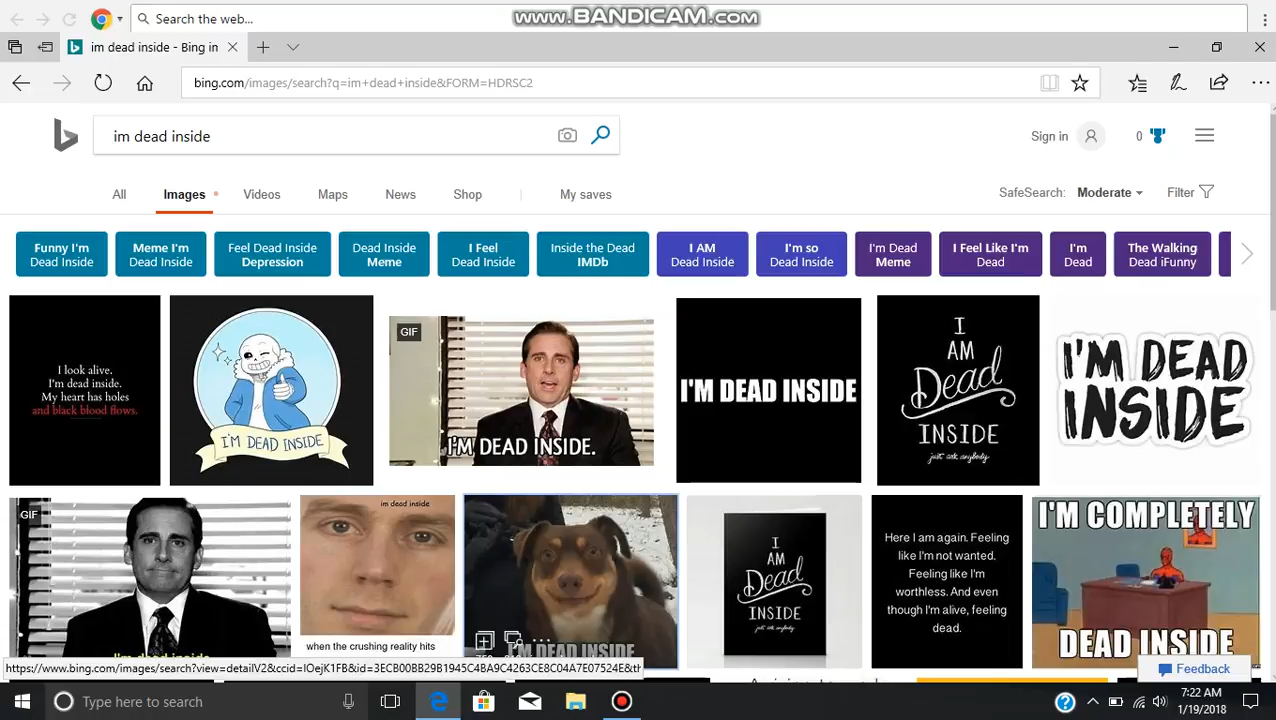 Search the web...
www.BANDICAM.com
im dead inside - Bing in
bing.com/images/search?q=im+dead+inside&FORM=HDRSC2
im dead inside
Sign in
0
All
Images
Videos
Maps
News
Shop
My saves
SafeSearch: Moderate
Filter
Funny I'm
Dead Inside
Meme I'm
Dead Inside
Feel Dead Inside
Depression
Dead Inside
Meme
I Feel
Dead Inside
Inside the Dead
IMDb
I AM
Dead Inside
I'm so
Dead Inside
I'm Dead
Meme
I Feel Like I'm
Dead
I'm
Dead
The Walking
Dead iFunny
I look alive.
I'm dead inside.
My heart has holes
and black blood flows.
I'M DEAD INSIDE
GIF
I'M DEAD INSIDE.
I'M DEAD INSIDE
I
AM
Dead
INSIDE
just ask anybody
I'M DEAD
INSIDE
GIF
I'm dead inside
im dead inside
when the crushing reality hits
I
AM
Dead
INSIDE
just ask anybody
Here I am again. Feeling
like I'm not wanted.
Feeling like I'm
worthless. And even
though I'm alive, feeling
dead.
I'M COMPLETELY
DEAD INSIDE
Feedback
Type here to search
7:22 AM
1/19/2018